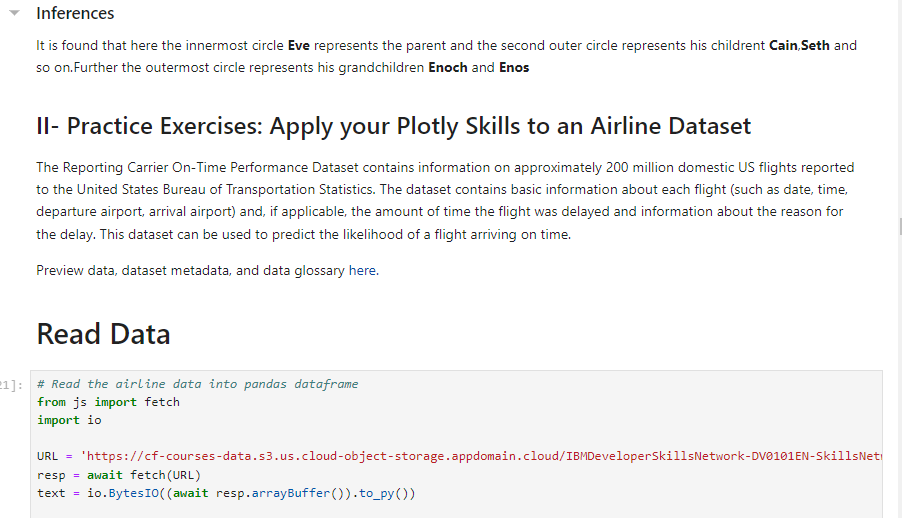 Inferences
It is found that here the innermost circle Eve represents the parent and the second outer circle represents his childrent Cain,Seth and
so on.Further the outermost circle represents his grandchildren Enoch and Enos
II- Practice Exercises: Apply your Plotly Skills to an Airline Dataset
The Reporting Carrier On-Time Performance Dataset contains information on approximately 200 million domestic US flights reported
to the United States Bureau of Transportation Statistics. The dataset contains basic information about each flight (such as date, time,
departure airport, arrival airport) and, if applicable, the amount of time the flight was delayed and information about the reason for
the delay. This dataset can be used to predict the likelihood of a flight arriving on time.
Preview data, dataset metadata, and data glossary here.
Read Data
21]:
# Read the airline data into pandas dataframe
from js import fetch
import io
URL = 'https://cf-courses-data.s3.us.cloud-object-storage.appdomain.cloud/IBMDeveloperSkillsNetwork-DV0101EN-SkillsNet
resp = await fetch(URL)
text = io.BytesIO((await resp.arrayBuffer()).to_py())